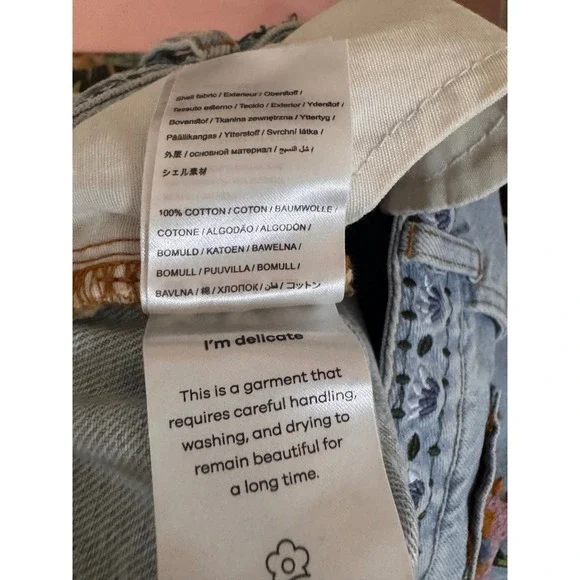 Shell fabric / Exterieur / Oberstoff /
Tessuto esterno / Tecido / Exterior / Yderstof /
Bovenstof / Tkanina zewnętrzna / Yttertyg /
Päällikangas / Ytterstoff / Svrchní látka /
外层 / основной материал / شل النسيج /
シェル素材
100% COTTON / COTON / BAUMWOLLE /
COTONE / ALGODÃO / ALGODÓN /
BOMULD / KATOEN / BAWEŁNA /
BOMULL / PUUVILLA / BOMULL /
BAVLNA / 棉 / ХЛОПОК / قطن / コットン
I'm delicate
This is a garment that
requires careful handling,
washing, and drying to
remain beautiful for
a long time.